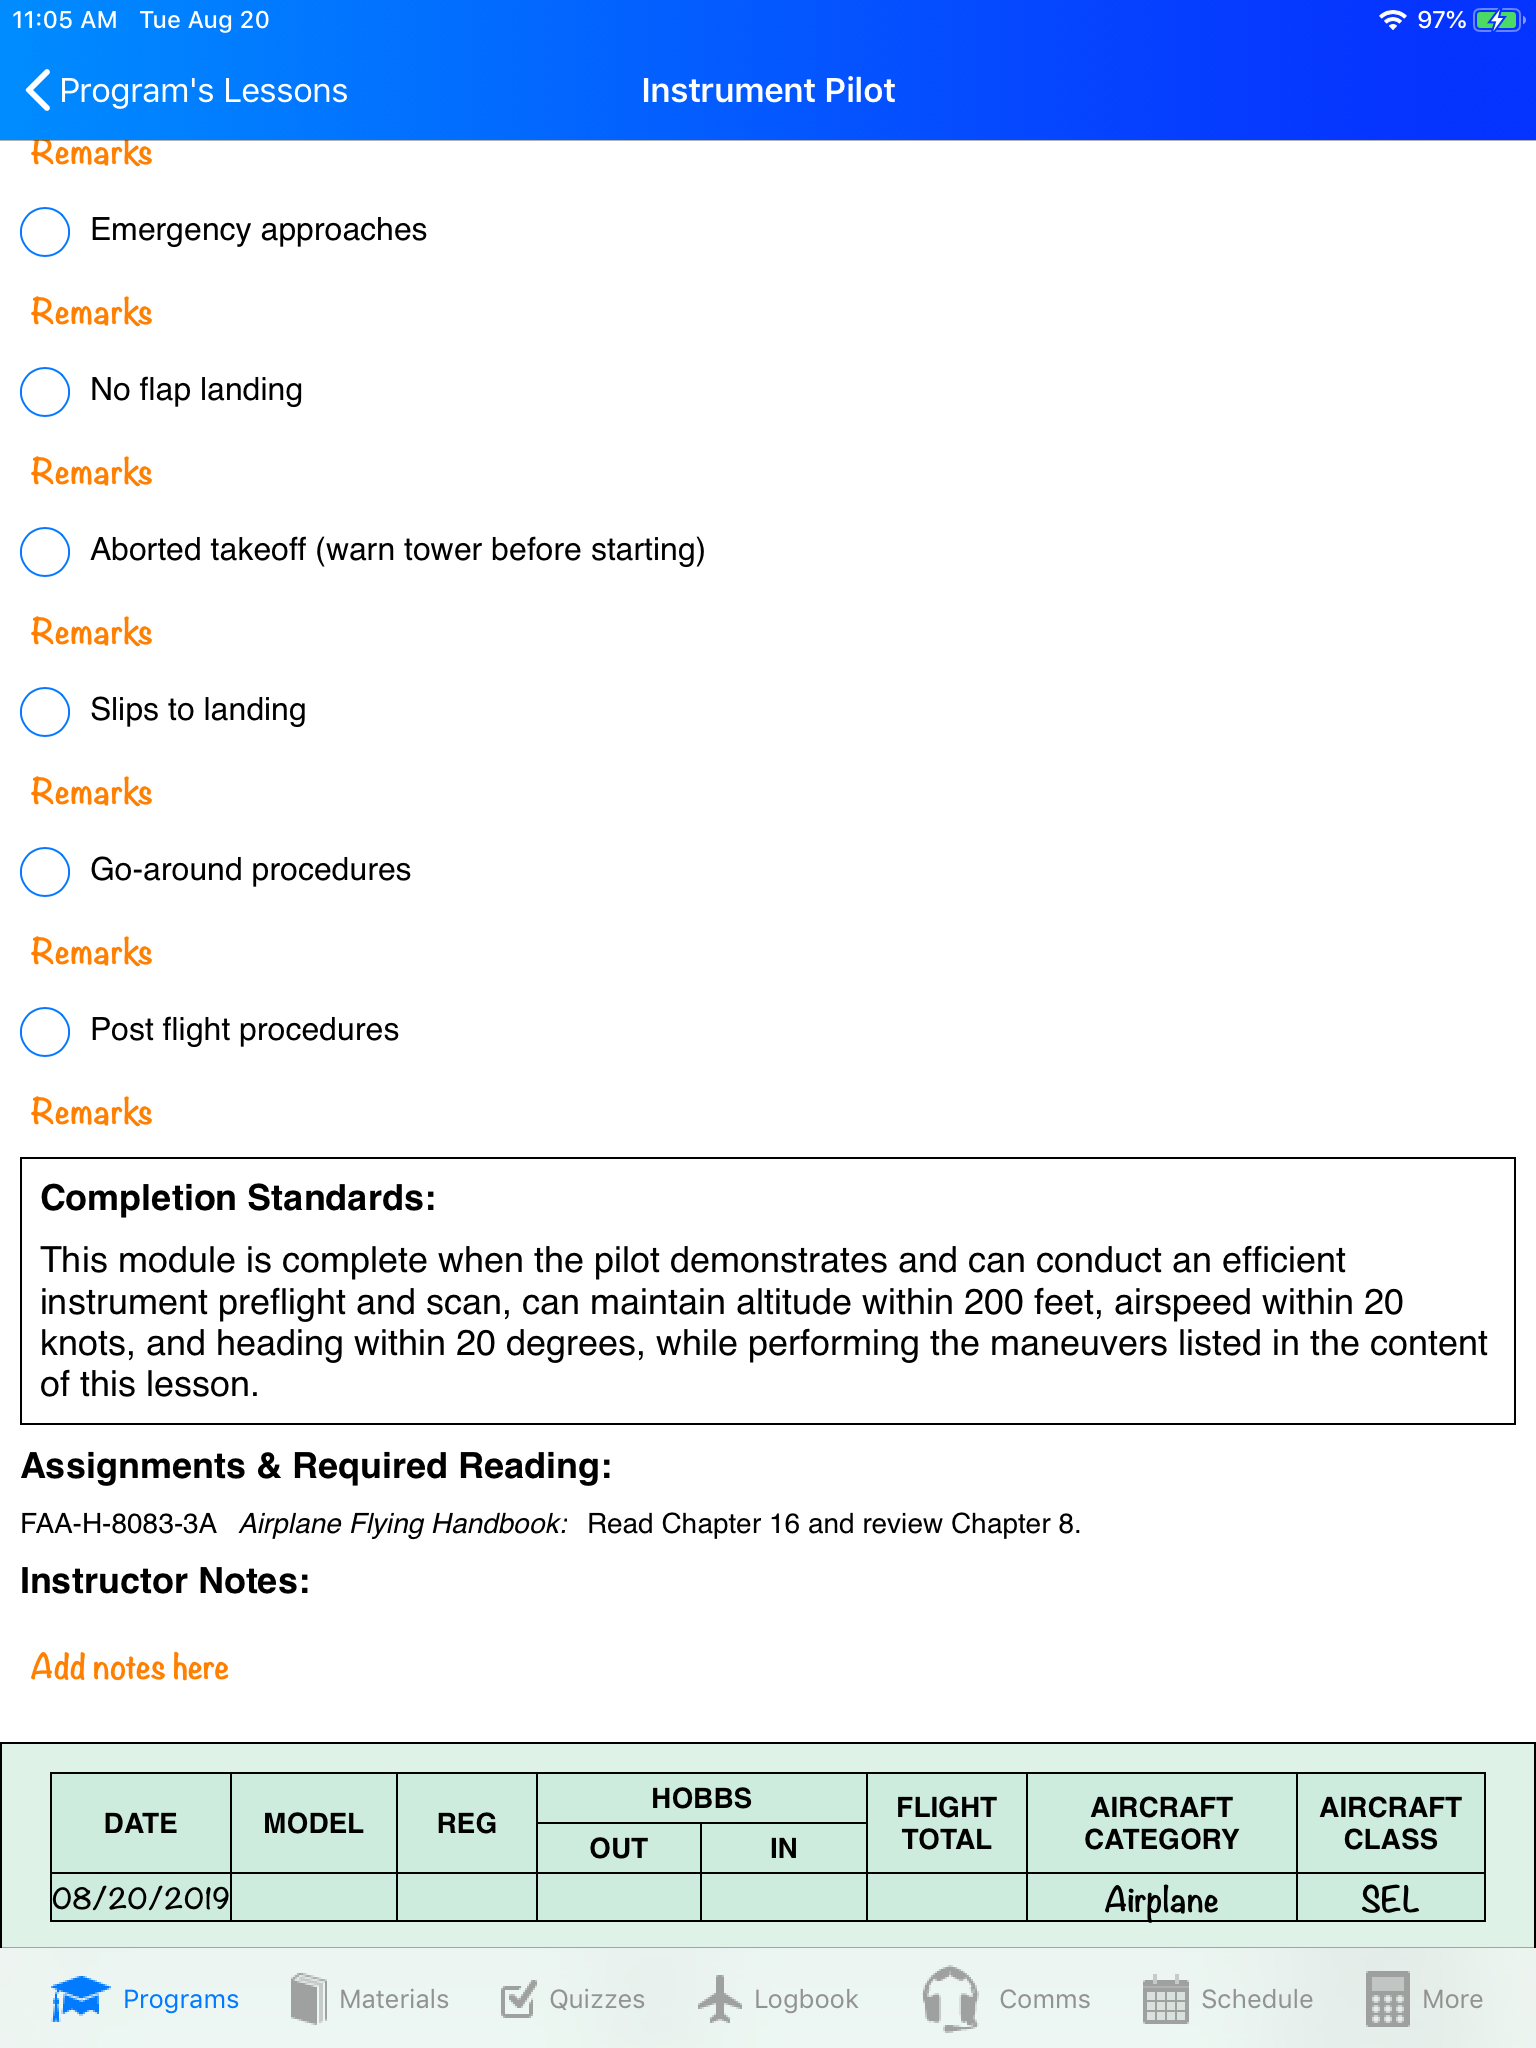 11:05 AM Tue Aug 20 97%
Program's Lessons Instrument Pilot
Remarks
Emergency approaches
Remarks
No flap landing
Remarks
Aborted takeoff (warn tower before starting)
Remarks
Slips to landing
Remarks
Go-around procedures
Remarks
Post flight procedures
Remarks
Completion Standards:
This module is complete when the pilot demonstrates and can conduct an efficient
instrument preflight and scan, can maintain altitude within 200 feet, airspeed within 20
knots, and heading within 20 degrees, while performing the maneuvers listed in the content
of this lesson.
Assignments & Required Reading:
FAA-H-8083-3A Airplane Flying Handbook: Read Chapter 16 and review Chapter 8.
Instructor Notes:
Add notes here
DATE MODEL REG HOBBS OUT IN FLIGHT TOTAL AIRCRAFT CATEGORY AIRCRAFT CLASS
08/20/2019 Airplane SEL
Programs Materials Quizzes Logbook Comms Schedule More